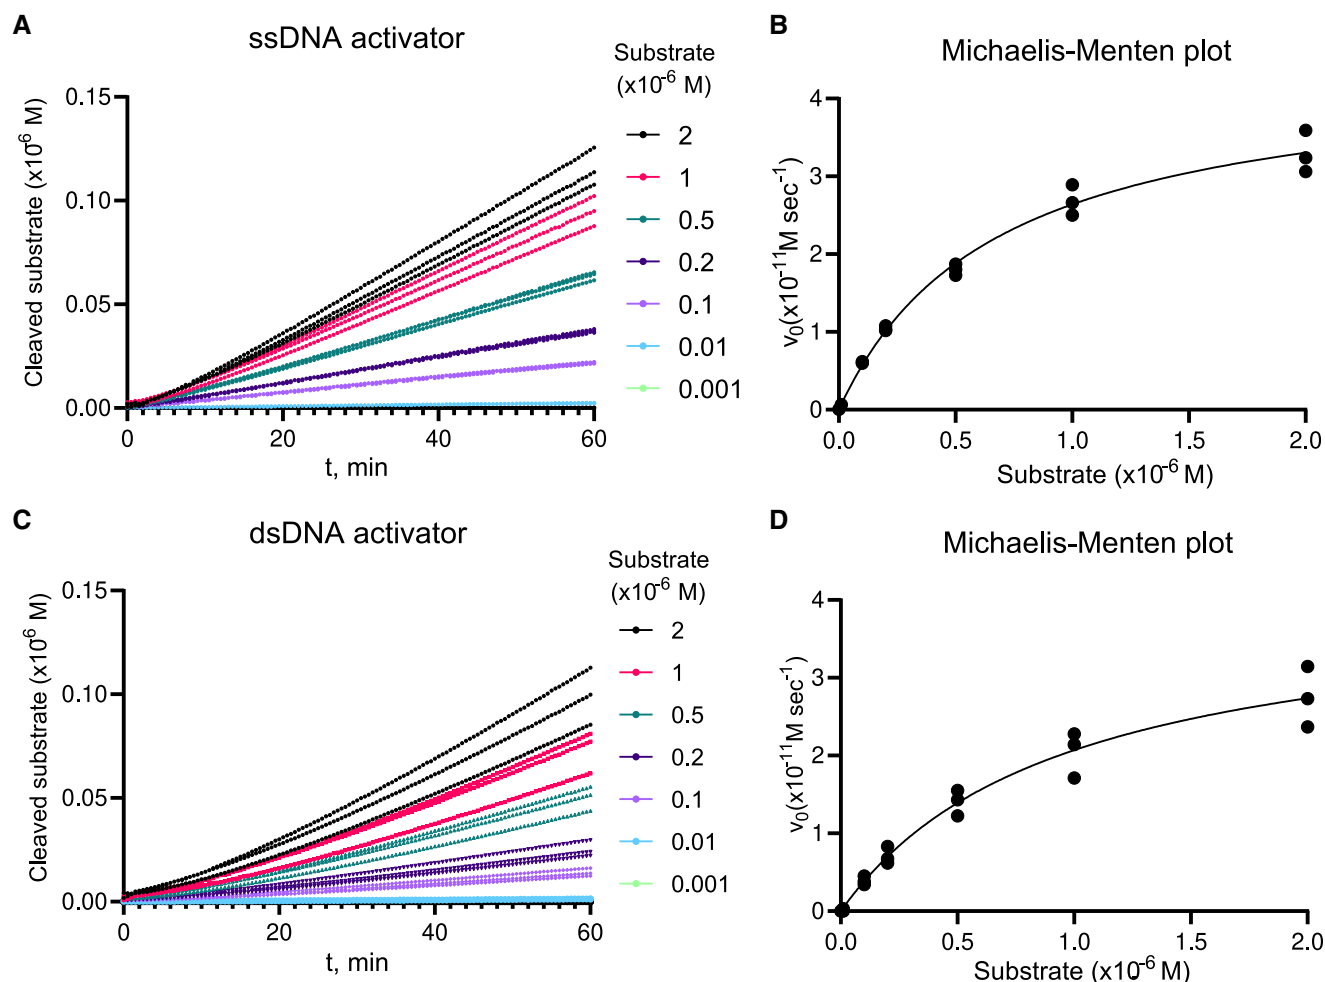 A
ssDNA activator
Substrate
(x10⁻⁶ M)
Cleaved substrate (x10⁻⁶ M)
0.15
0.10
0.05
0.00
0
20
40
60
t, min
2
1
0.5
0.2
0.1
0.01
0.001
B
Michaelis-Menten plot
v₀(x10⁻¹¹M sec⁻¹)
4
3
2
1
0
0.0
0.5
1.0
1.5
2.0
Substrate (x10⁻⁶ M)
C
dsDNA activator
Substrate
(x10⁻⁶ M)
Cleaved substrate (x10⁻⁶ M)
0.15
0.10
0.05
0.00
0
20
40
60
t, min
2
1
0.5
0.2
0.1
0.01
0.001
D
Michaelis-Menten plot
v₀(x10⁻¹¹M sec⁻¹)
4
3
2
1
0
0.0
0.5
1.0
1.5
2.0
Substrate (x10⁻⁶ M)